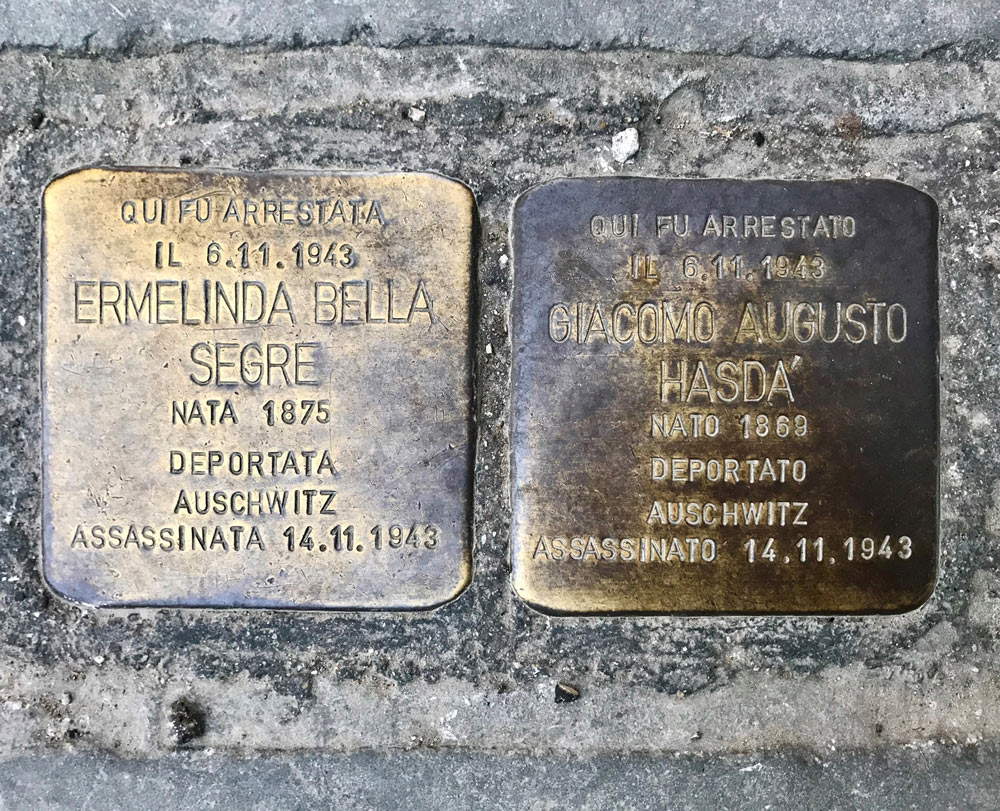 QUI FU ARRESTATA
IL 6.11.1943
ERMELINDA BELLA
SEGRE
NATA 1875
DEPORTATA
AUSCHWITZ
ASSASSINATA 14.11.1943
QUI FU ARRESTATO
IL 6.11.1943
GIACOMO AUGUSTO
HASDA'
NATO 1869
DEPORTATO
AUSCHWITZ
ASSASSINATO 14.11.1943